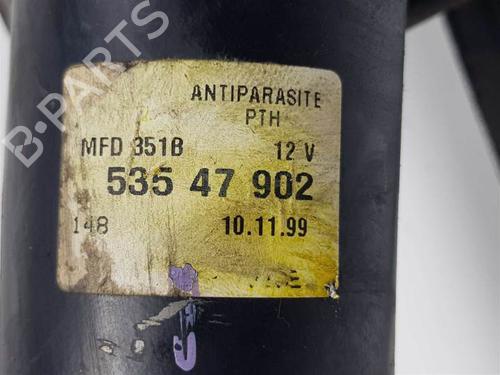 B-PARTS
ANTIPARASITE
PTH
MFD 351B 12 V
535 47 902
148 10.11.99